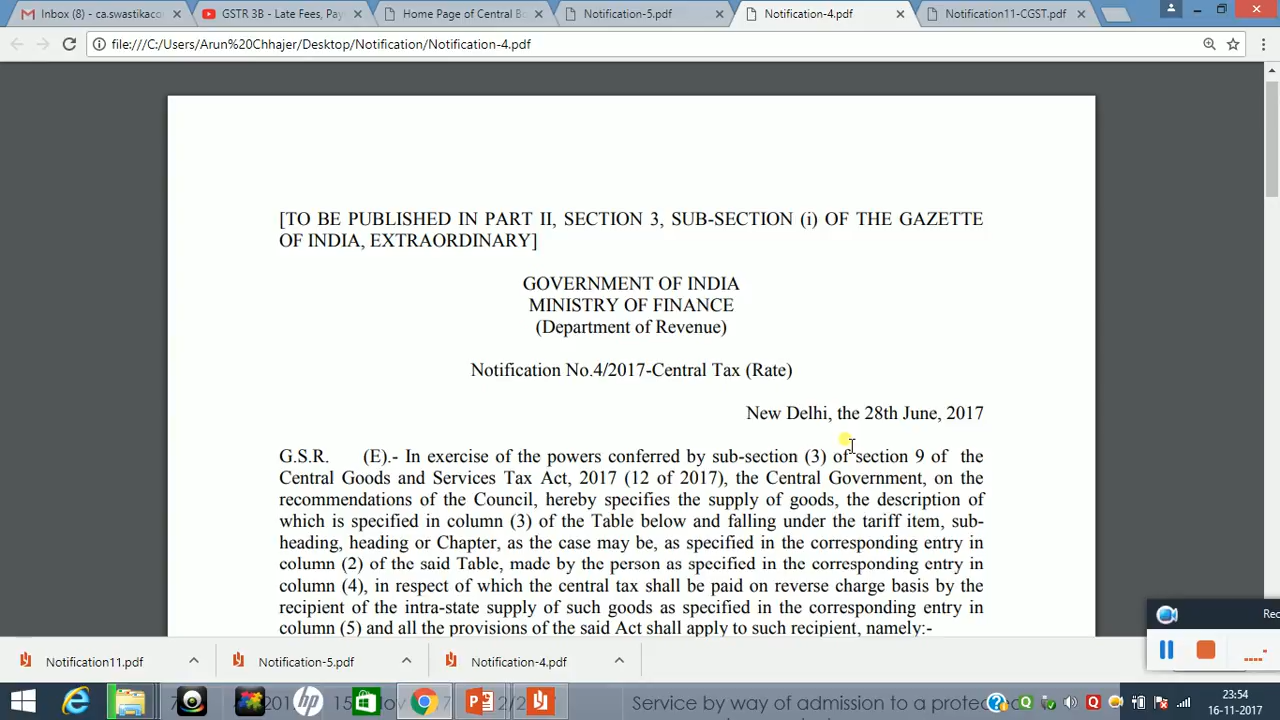 Inbox (8) - ca.swastikaco
GSTR 3B - Late Fees, Pay
Home Page of Central Bo
Notification-5.pdf
Notification-4.pdf
Notification11-CGST.pdf
file:///C:/Users/Arun%20Chhajer/Desktop/Notification/Notification-4.pdf
[TO BE PUBLISHED IN PART II, SECTION 3, SUB-SECTION (i) OF THE GAZETTE
OF INDIA, EXTRAORDINARY]
GOVERNMENT OF INDIA
MINISTRY OF FINANCE
(Department of Revenue)
Notification No.4/2017-Central Tax (Rate)
New Delhi, the 28th June, 2017
G.S.R. (E).- In exercise of the powers conferred by sub-section (3) of section 9 of the
Central Goods and Services Tax Act, 2017 (12 of 2017), the Central Government, on the
recommendations of the Council, hereby specifies the supply of goods, the description of
which is specified in column (3) of the Table below and falling under the tariff item, sub-
heading, heading or Chapter, as the case may be, as specified in the corresponding entry in
column (2) of the said Table, made by the person as specified in the corresponding entry in
column (4), in respect of which the central tax shall be paid on reverse charge basis by the
recipient of the intra-state supply of such goods as specified in the corresponding entry in
column (5) and all the provisions of the said Act shall apply to such recipient, namely:-
Rec
Notification11.pdf
Notification-5.pdf
Notification-4.pdf
Service by way of admission to a protected
23:54
16-11-2017